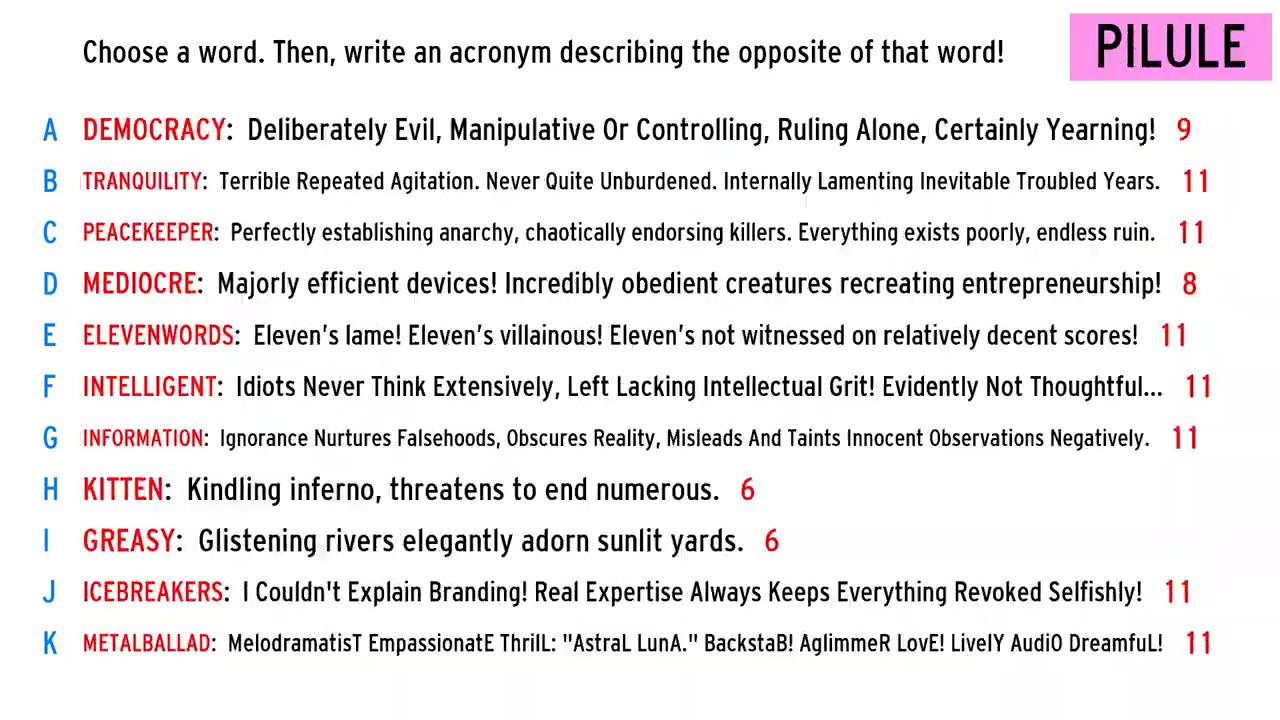 Choose a word. Then, write an acronym describing the opposite of that word!
PILULE
A DEMOCRACY: Deliberately Evil, Manipulative Or Controlling, Ruling Alone, Certainly Yearning! 9
B TRANQUILITY: Terrible Repeated Agitation. Never Quite Unburdened. Internally Lamenting Inevitable Troubled Years. 11
C PEACEKEEPER: Perfectly establishing anarchy, chaotically endorsing killers. Everything exists poorly, endless ruin. 11
D MEDIOCRE: Majorly efficient devices! Incredibly obedient creatures recreating entrepreneurship! 8
E ELEVENWORDS: Eleven's lame! Eleven's villainous! Eleven's not witnessed on relatively decent scores! 11
F INTELLIGENT: Idiots Never Think Extensively, Left Lacking Intellectual Grit! Evidently Not Thoughtful... 11
G INFORMATION: Ignorance Nurtures Falsehoods, Obscures Reality, Misleads And Taints Innocent Observations Negatively. 11
H KITTEN: Kindling inferno, threatens to end numerous. 6
I GREASY: Glistening rivers elegantly adorn sunlit yards. 6
J ICEBREAKERS: I Couldn't Explain Branding! Real Expertise Always Keeps Everything Revoked Selfishly! 11
K METALBALLAD: MelodramatisT EmpassionatE ThrilL: "AstraL LunA." BackstaB! AglimmeR LovE! LivelY AudiO DreamfuL! 11